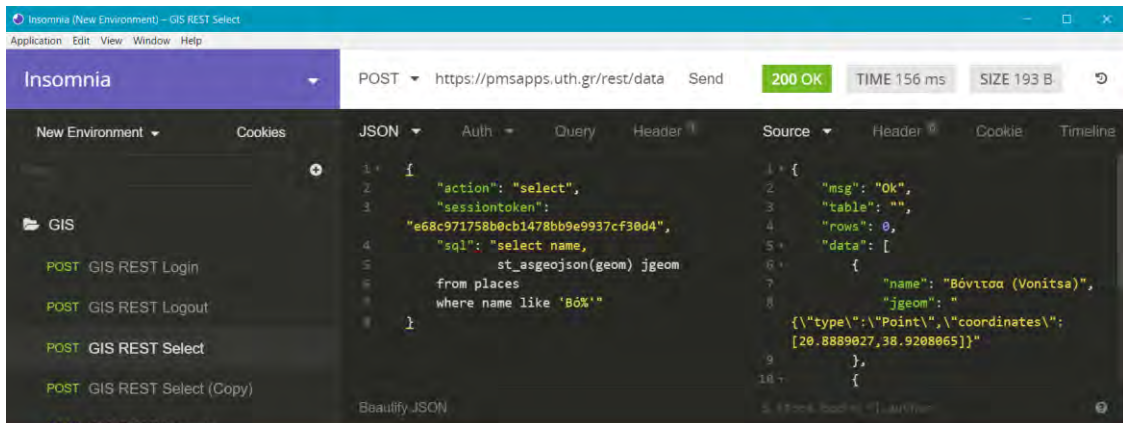 Insomnia (New Environment) – GIS REST Select
Application Edit View Window Help
Insomnia
POST https://pmsapps.uth.gr/rest/data Send
200 OK TIME 156 ms SIZE 193 B
New Environment Cookies
JSON Auth Query Header 1
Source Header 6 Cookie Timeline
GIS
POST GIS REST Login
POST GIS REST Logout
POST GIS REST Select
POST GIS REST Select (Copy)
1 {
2 "action": "select",
3 "sessiontoken":
"e68c971758b0cb1478bb9e9937cf30d4",
4 "sql": "select name,
5 st_asgeojson(geom) jgeom
6 from places
7 where name like 'Βό%'"
8 }
Beautify JSON
1 {
2 "msg": "Ok",
3 "table": "",
4 "rows": 0,
5 "data": [
6 {
7 "name": "Βόνιτσα (Vonitsa)",
8 "jgeom": "
{\"type\":\"Point\",\"coordinates\":
[20.8889027,38.9208065]}"
9 },
10 {